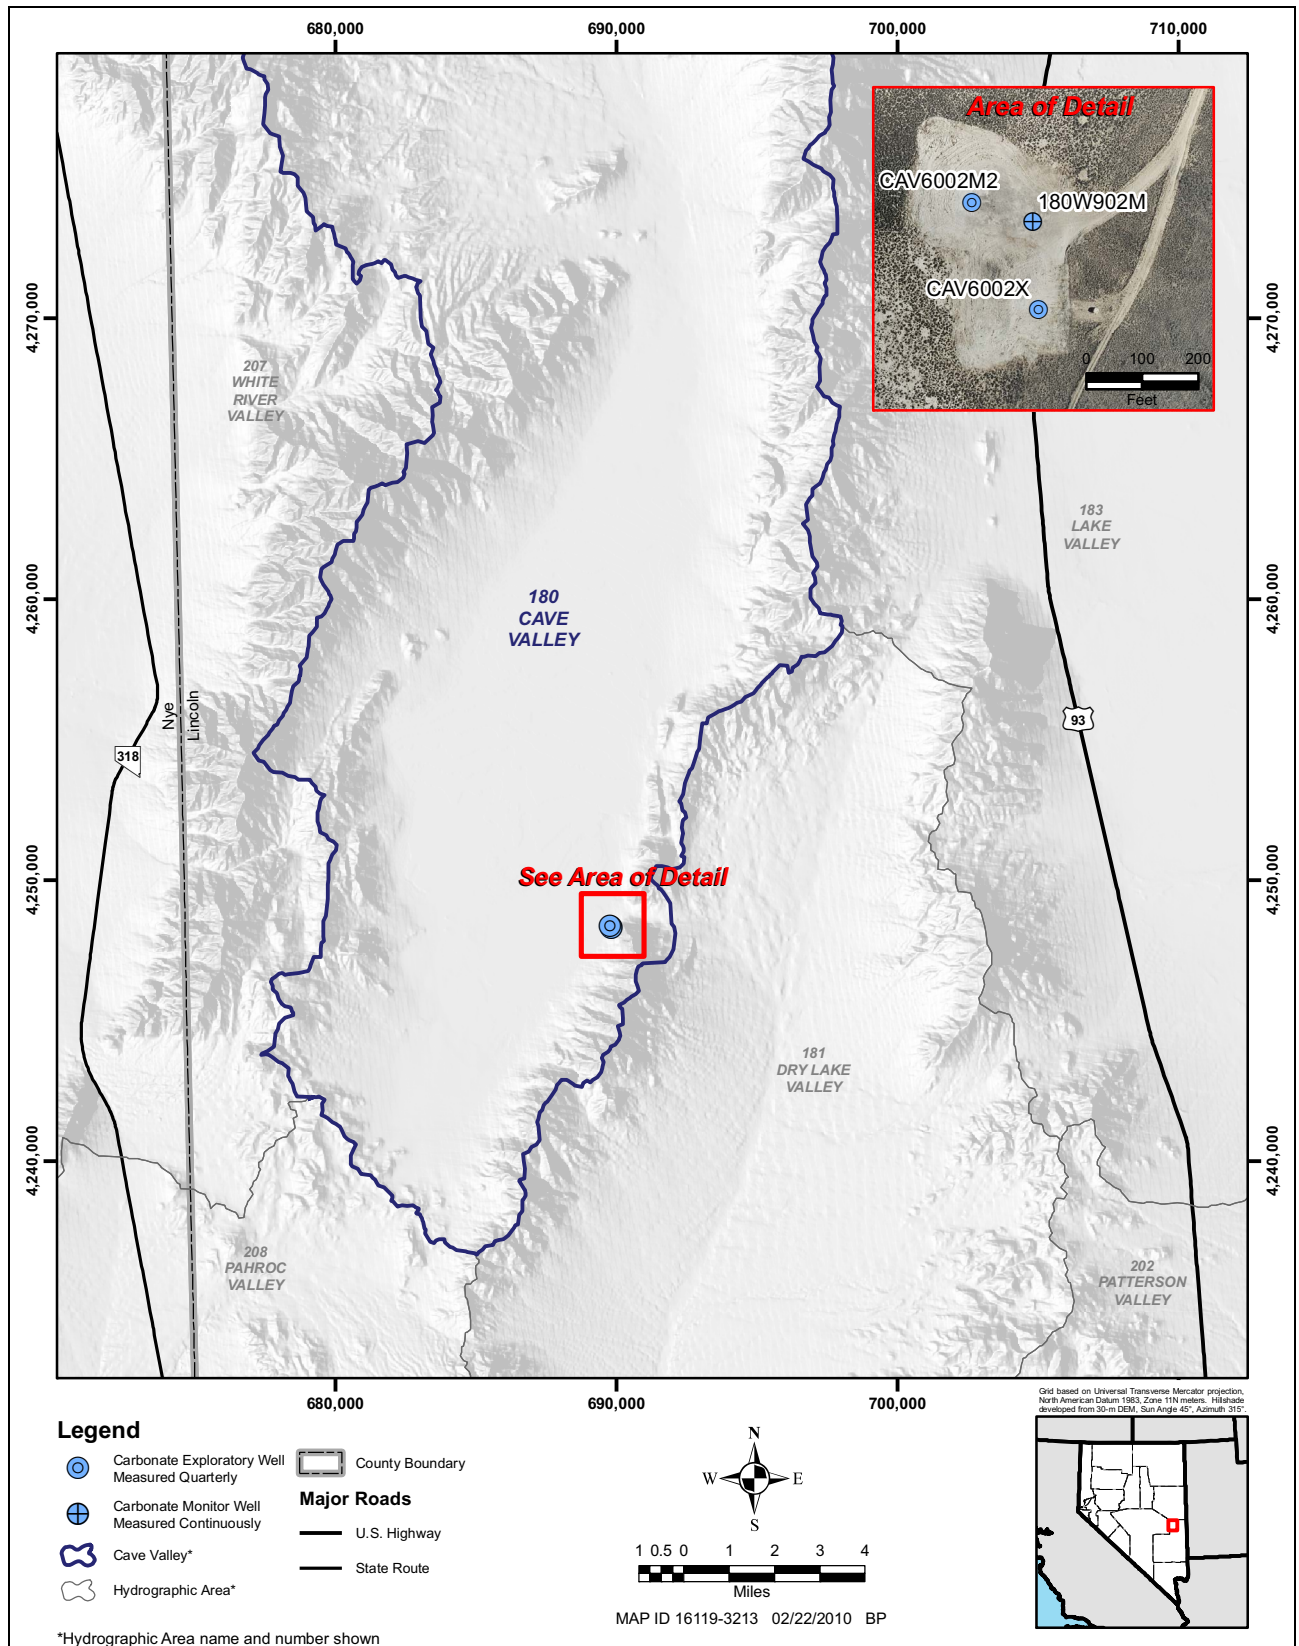 680,000
690,000
700,000
710,000
Area of Detail
CAV6002M2
180W902M
CAV6002X
0
100
200
Feet
4,270,000
4,270,000
207
WHITE
RIVER
VALLEY
183
LAKE
VALLEY
4,260,000
4,260,000
180
CAVE
VALLEY
Nye
Lincoln
318
93
See Area of Detail
4,250,000
4,250,000
181
DRY LAKE
VALLEY
4,240,000
4,240,000
208
PAHROC
VALLEY
202
PATTERSON
VALLEY
680,000
690,000
700,000
Grid based on Universal Transverse Mercator projection,
North American Datum 1983, Zone 11N meters. Hillshade
developed from 30-m DEM, Sun Angle 45°, Azimuth 315°.
Legend
Carbonate Exploratory Well
Measured Quarterly
Carbonate Monitor Well
Measured Continuously
Cave Valley*
Hydrographic Area*
County Boundary
Major Roads
U.S. Highway
State Route
N
W
E
S
1 0.5 0 1 2 3 4
Miles
MAP ID 16119-3213 02/22/2010 BP
*Hydrographic Area name and number shown